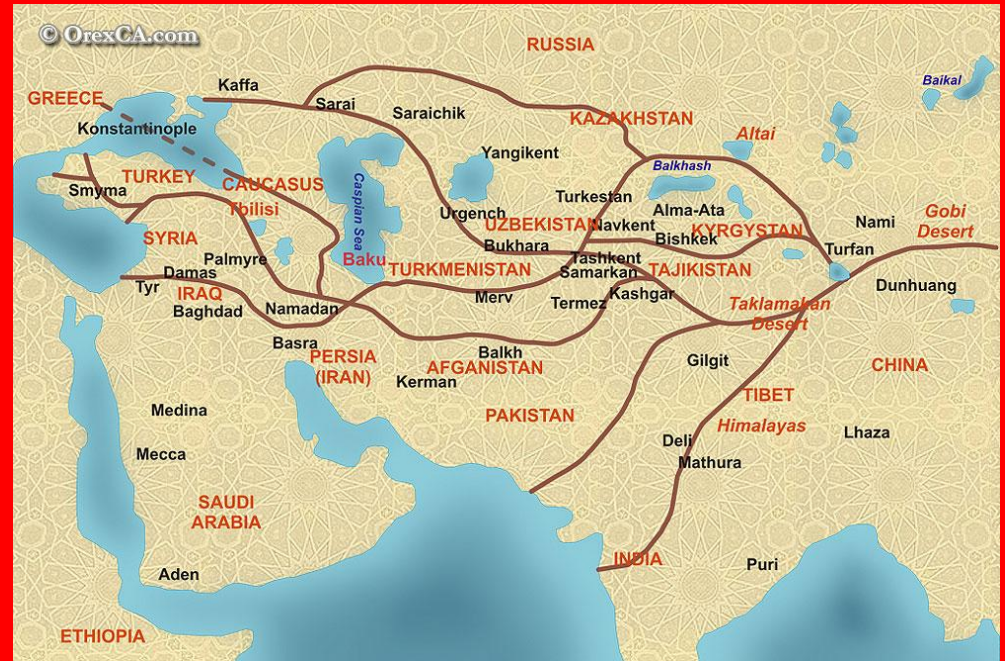 © OrexCA.com
RUSSIA
Baikal
Kaffa
GREECE
Sarai
Saraichik
KAZAKHSTAN
Konstantinople
Altai
Yangikent
Balkhash
TURKEY
CAUCASUS
Smyma
Caspian Sea
Turkestan
Tbilisi
Urgench
Alma-Ata
UZBEKISTAN
Navkent
KYRGYSTAN
Nami
Gobi
Desert
SYRIA
Bukhara
Bishkek
Turfan
Palmyre
Baku
TURKMENISTAN
Tashkent
Samarkan
TAJIKISTAN
Damas
Tyr
IRAQ
Merv
Termez
Kashgar
Dunhuang
Baghdad
Namadan
Taklamakan
Desert
Basra
PERSIA
(IRAN)
Balkh
AFGANISTAN
Kerman
Gilgit
CHINA
TIBET
Medina
PAKISTAN
Himalayas
Mecca
Deli
Mathura
Lhaza
SAUDI
ARABIA
Aden
INDIA
Puri
ETHIOPIA